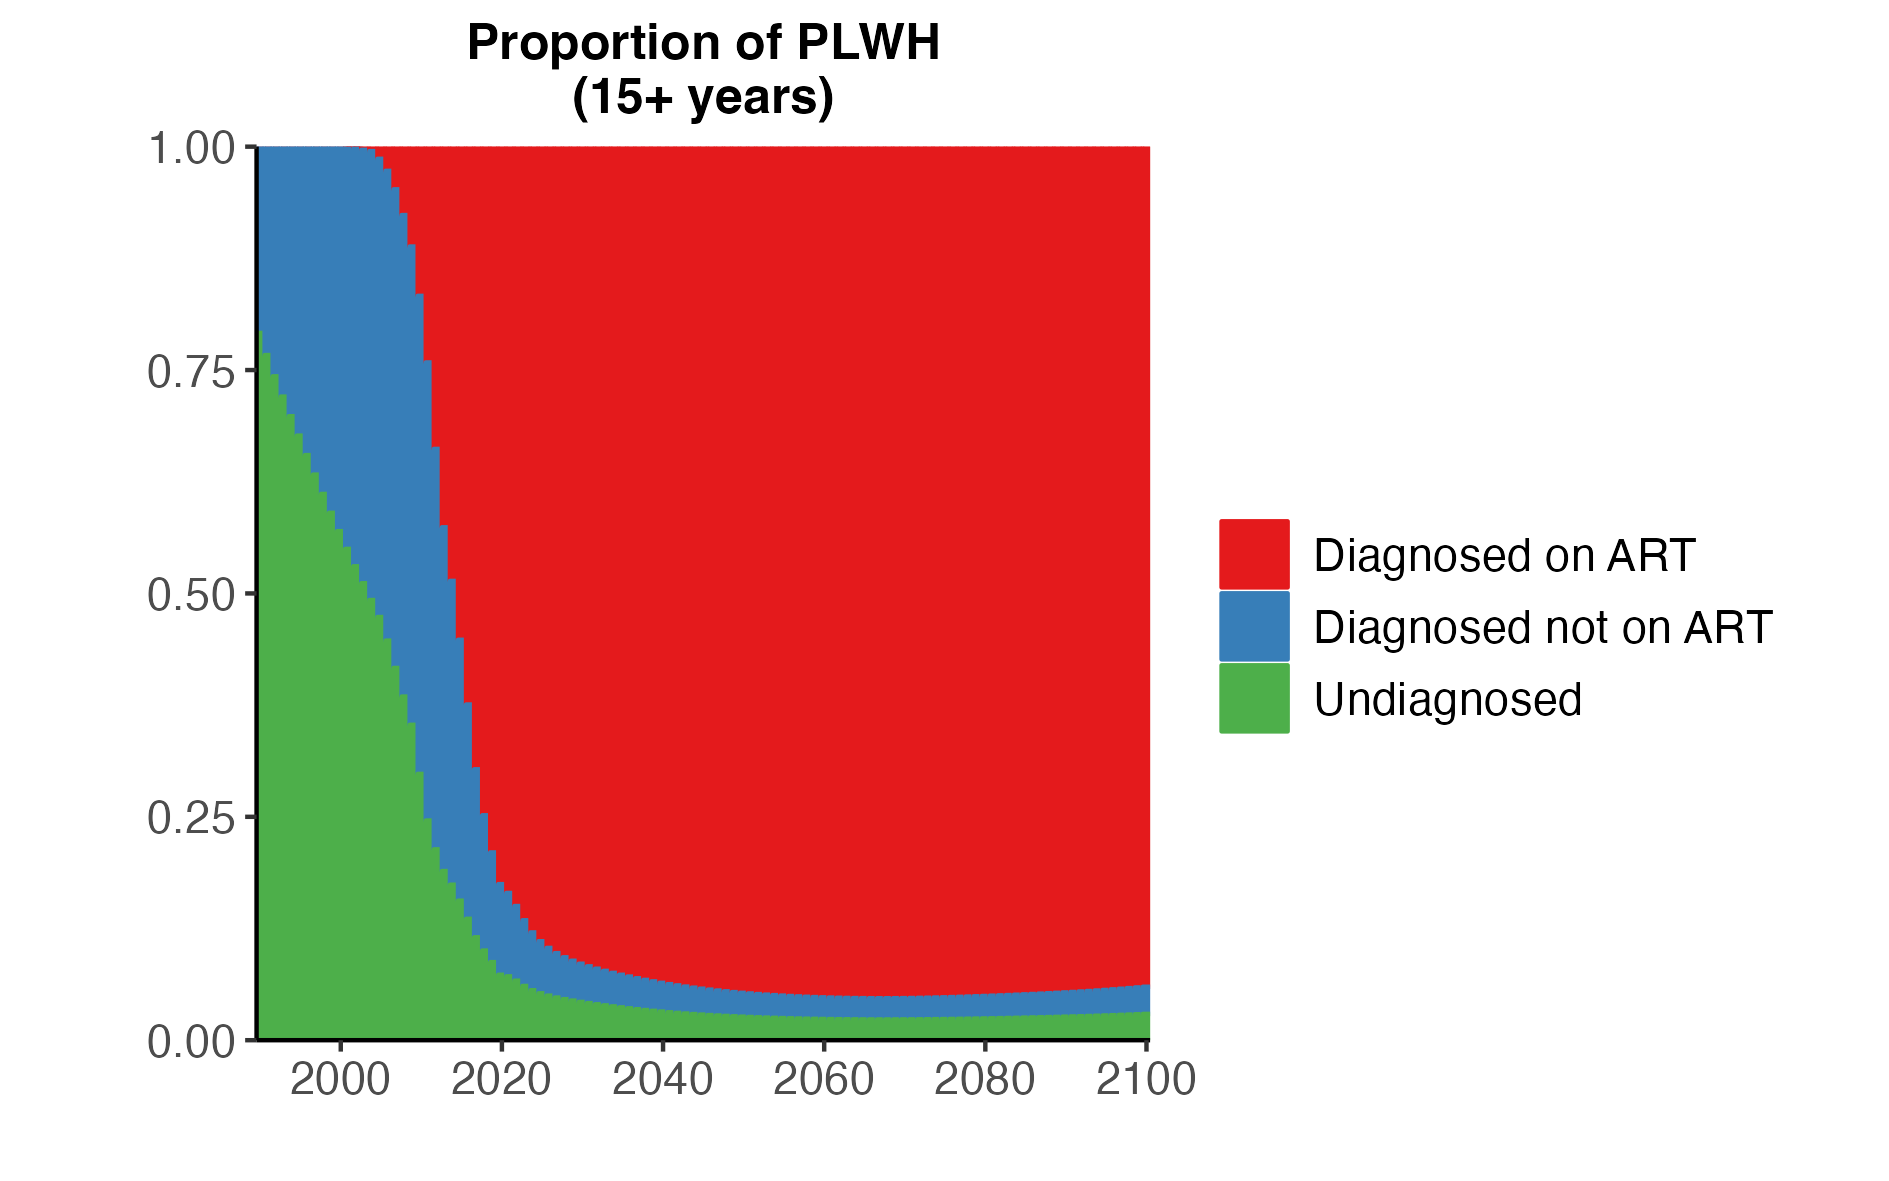 Proportion of PLWH
(15+ years)
1.00
0.75
0.50
0.25
0.00
2000 2020 2040 2060 2080 2100
Diagnosed on ART
Diagnosed not on ART
Undiagnosed